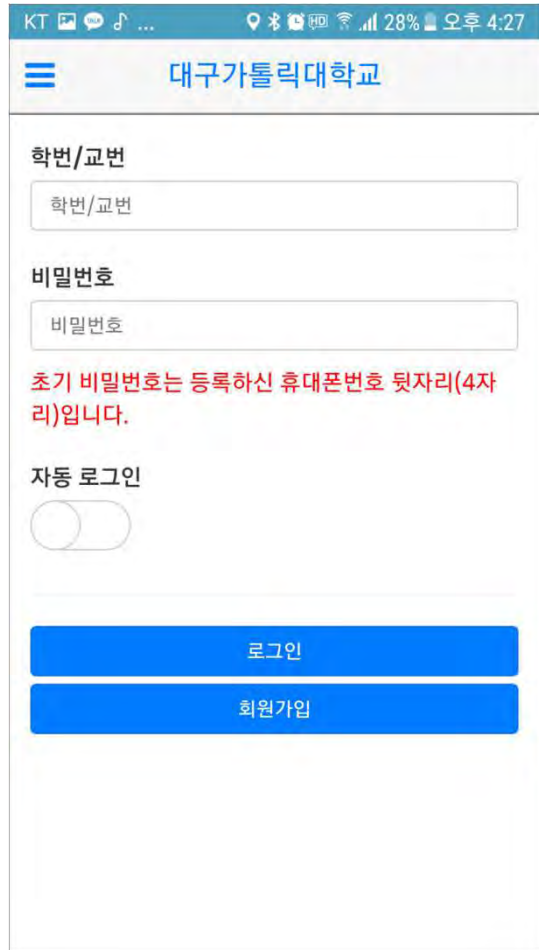 KT ... HD 28% 오후 4:27
대구가톨릭대학교
학번/교번
학번/교번
비밀번호
비밀번호
초기 비밀번호는 등록하신 휴대폰번호 뒷자리(4자
리)입니다.
자동 로그인
로그인
회원가입